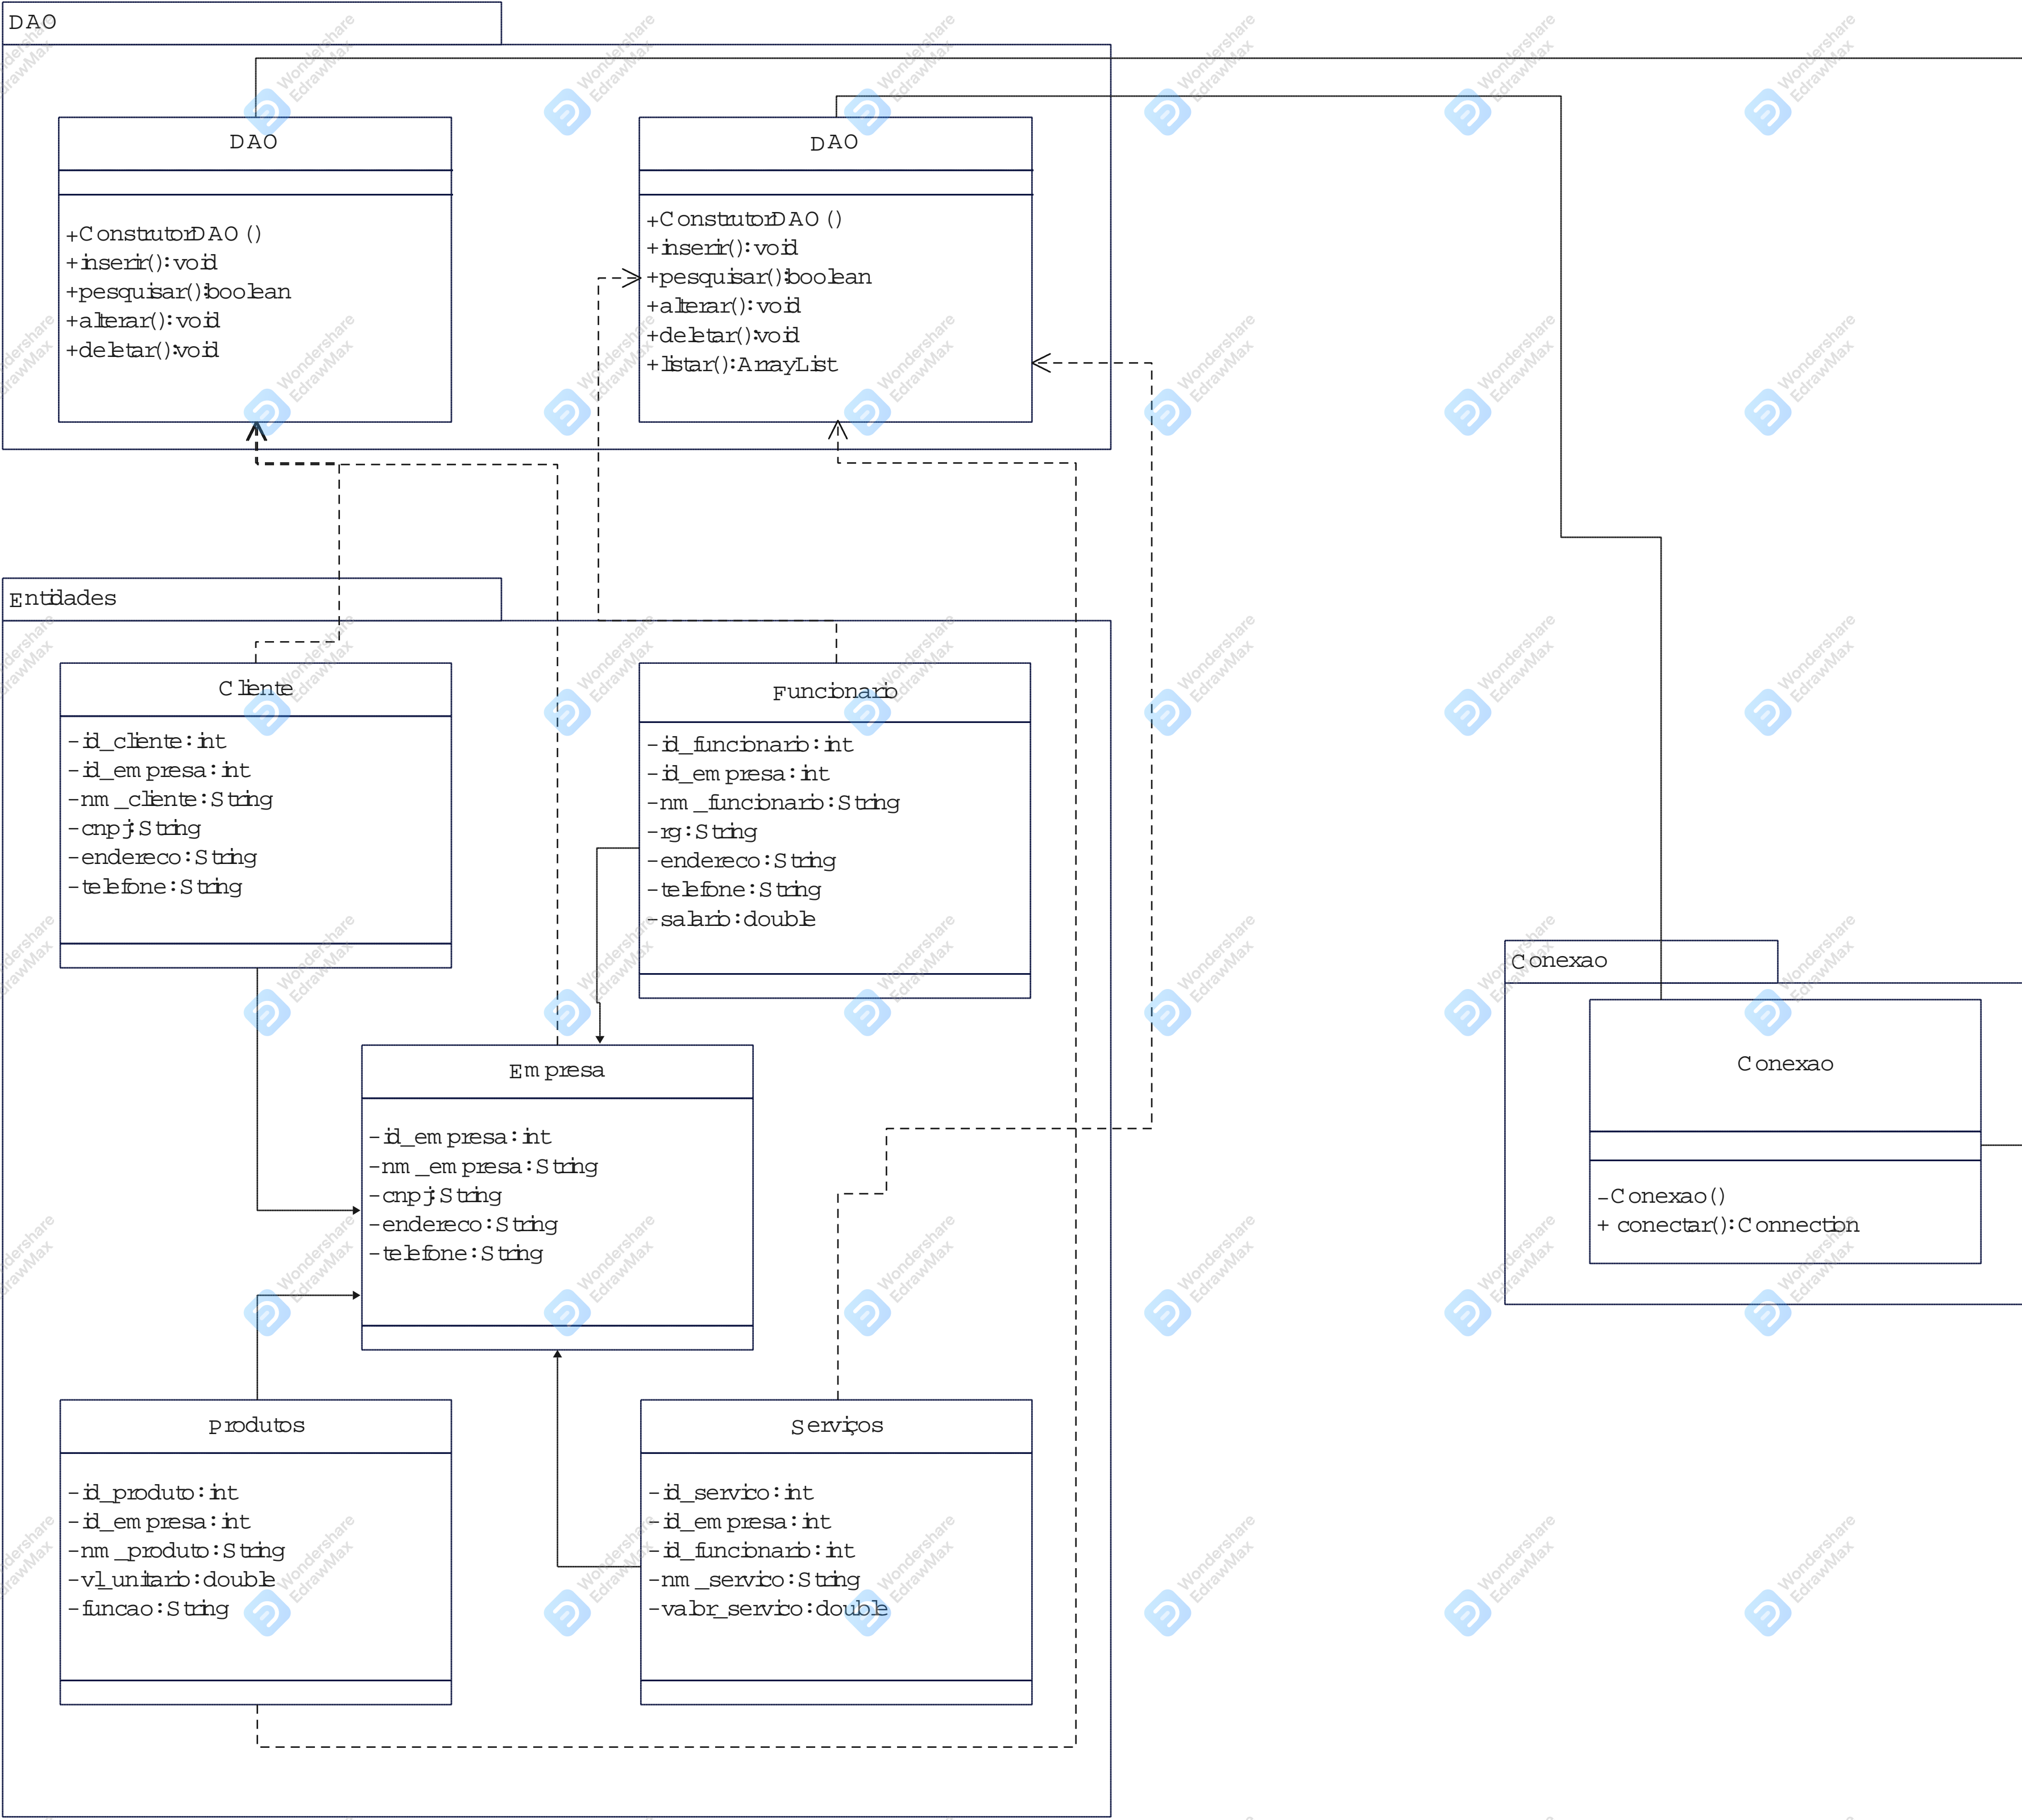 DAO
DAO
+ConstrutorDAO()
+inserir():void
+pesquisar():boolean
+alterar():void
+deletar():void
DAO
+ConstrutorDAO()
+inserir():void
+pesquisar():boolean
+alterar():void
+deletar():void
+listar():ArrayList
Entidades
Cliente
-id_cliente:int
-id_empresa:int
-nm_cliente:String
-cnpj:String
-endereco:String
-telefone:String
Funcionario
-id_funcionario:int
-id_empresa:int
-nm_funcionario:String
-rg:String
-endereco:String
-telefone:String
-salario:double
Empresa
-id_empresa:int
-nm_empresa:String
-cnpj:String
-endereco:String
-telefone:String
Produtos
-id_produto:int
-id_empresa:int
-nm_produto:String
-vl_unitario:double
-funcao:String
Serviços
-id_servico:int
-id_empresa:int
-id_funcionario:int
-nm_servico:String
-valor_servico:double
Conexao
Conexao
-Conexao()
+ conectar():Connection
Wondershare
EdrawMax